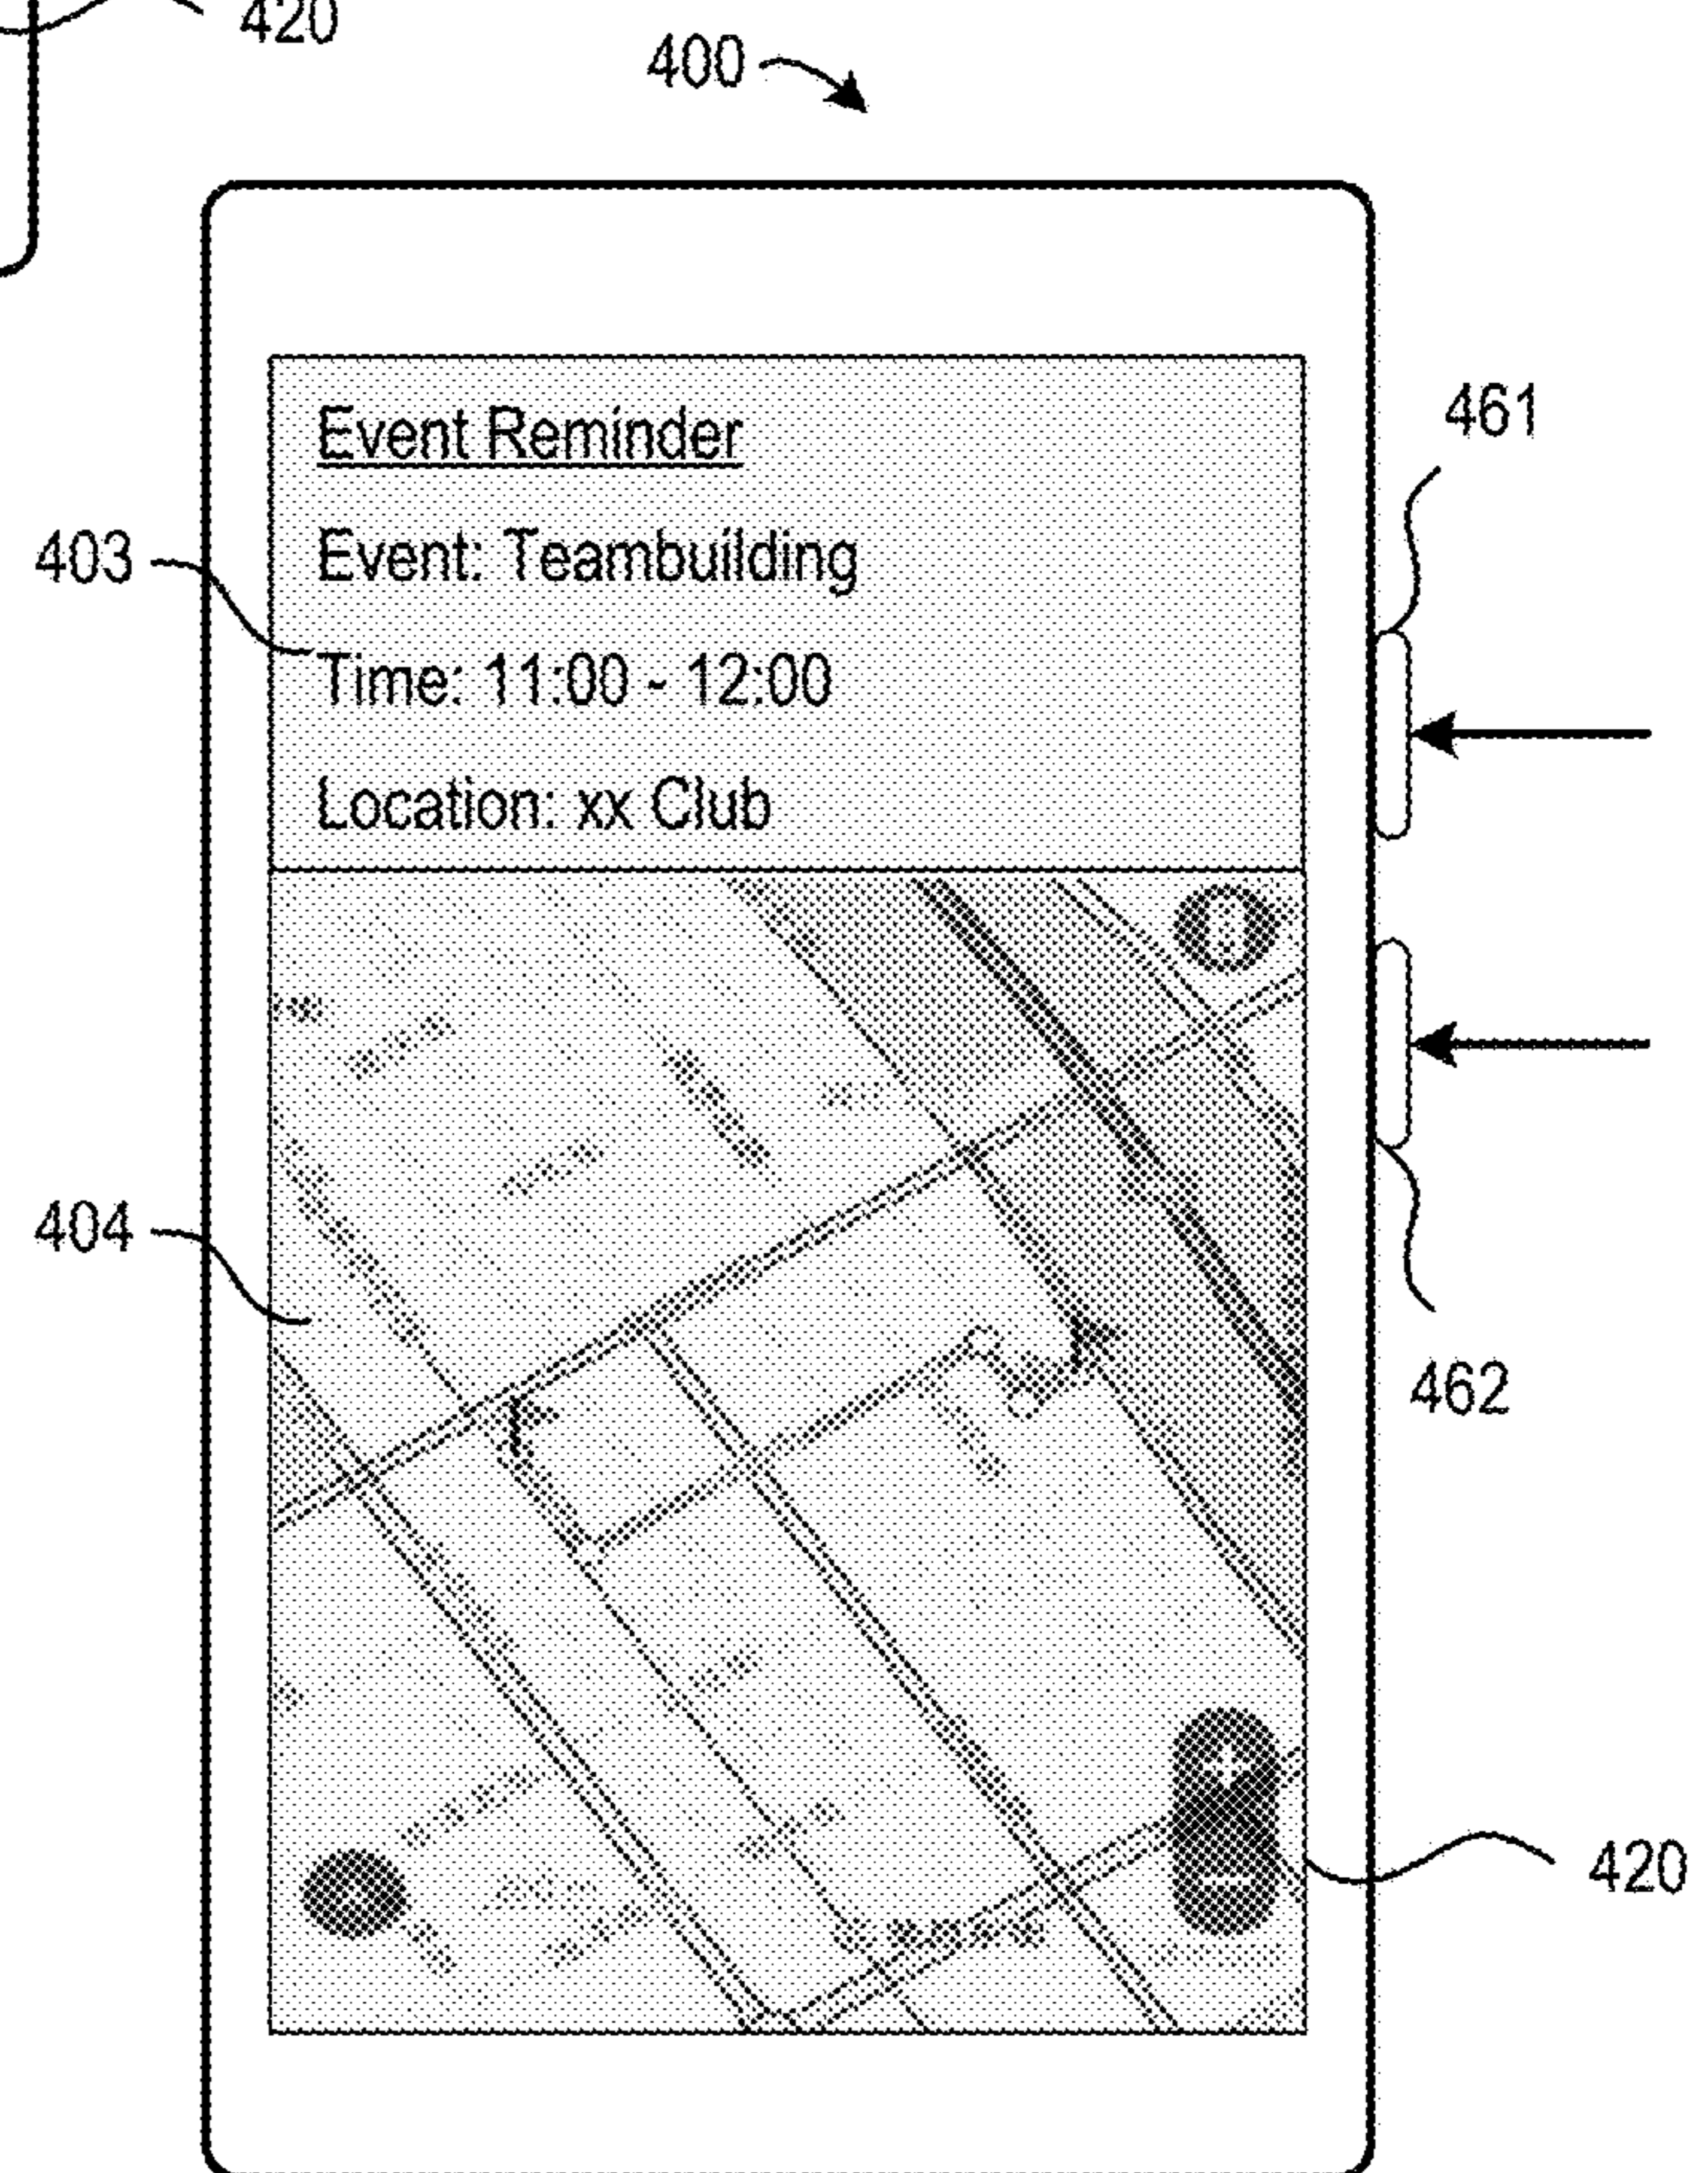 420
400
461
Event Reminder
403
Event: Teambuilding
Time: 11:00 - 12:00
Location: xx Club
404
462
+
−
420